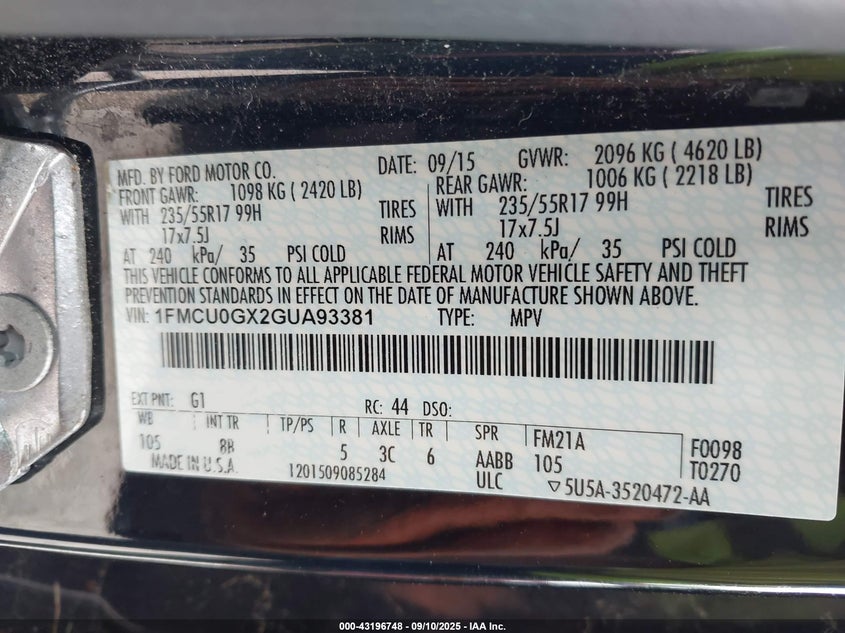 MFD. BY FORD MOTOR CO. DATE: 09/15 GVWR: 2096 KG ( 4620 LB)
FRONT GAWR: 1098 KG ( 2420 LB) REAR GAWR: 1006 KG ( 2218 LB)
WITH 235/55R17 99H TIRES WITH 235/55R17 99H TIRES
17x7.5J RIMS 17x7.5J RIMS
AT 240 kPa/ 35 PSI COLD AT 240 kPa/ 35 PSI COLD
THIS VEHICLE CONFORMS TO ALL APPLICABLE FEDERAL MOTOR VEHICLE SAFETY AND THEFT
PREVENTION STANDARDS IN EFFECT ON THE DATE OF MANUFACTURE SHOWN ABOVE.
VIN: 1FMCU0GX2GUA93381 TYPE: MPV
EXT PNT: G1 RC: 44 DSO:
WB INT TR TP/PS R AXLE TR SPR FM21A F0098
105 8B 5 3C 6 AABB 105 T0270
MADE IN U.S.A. 1201509085284 ULC ▽5U5A-3520472-AA
000-43196748 - 09/10/2025 - IAA Inc.